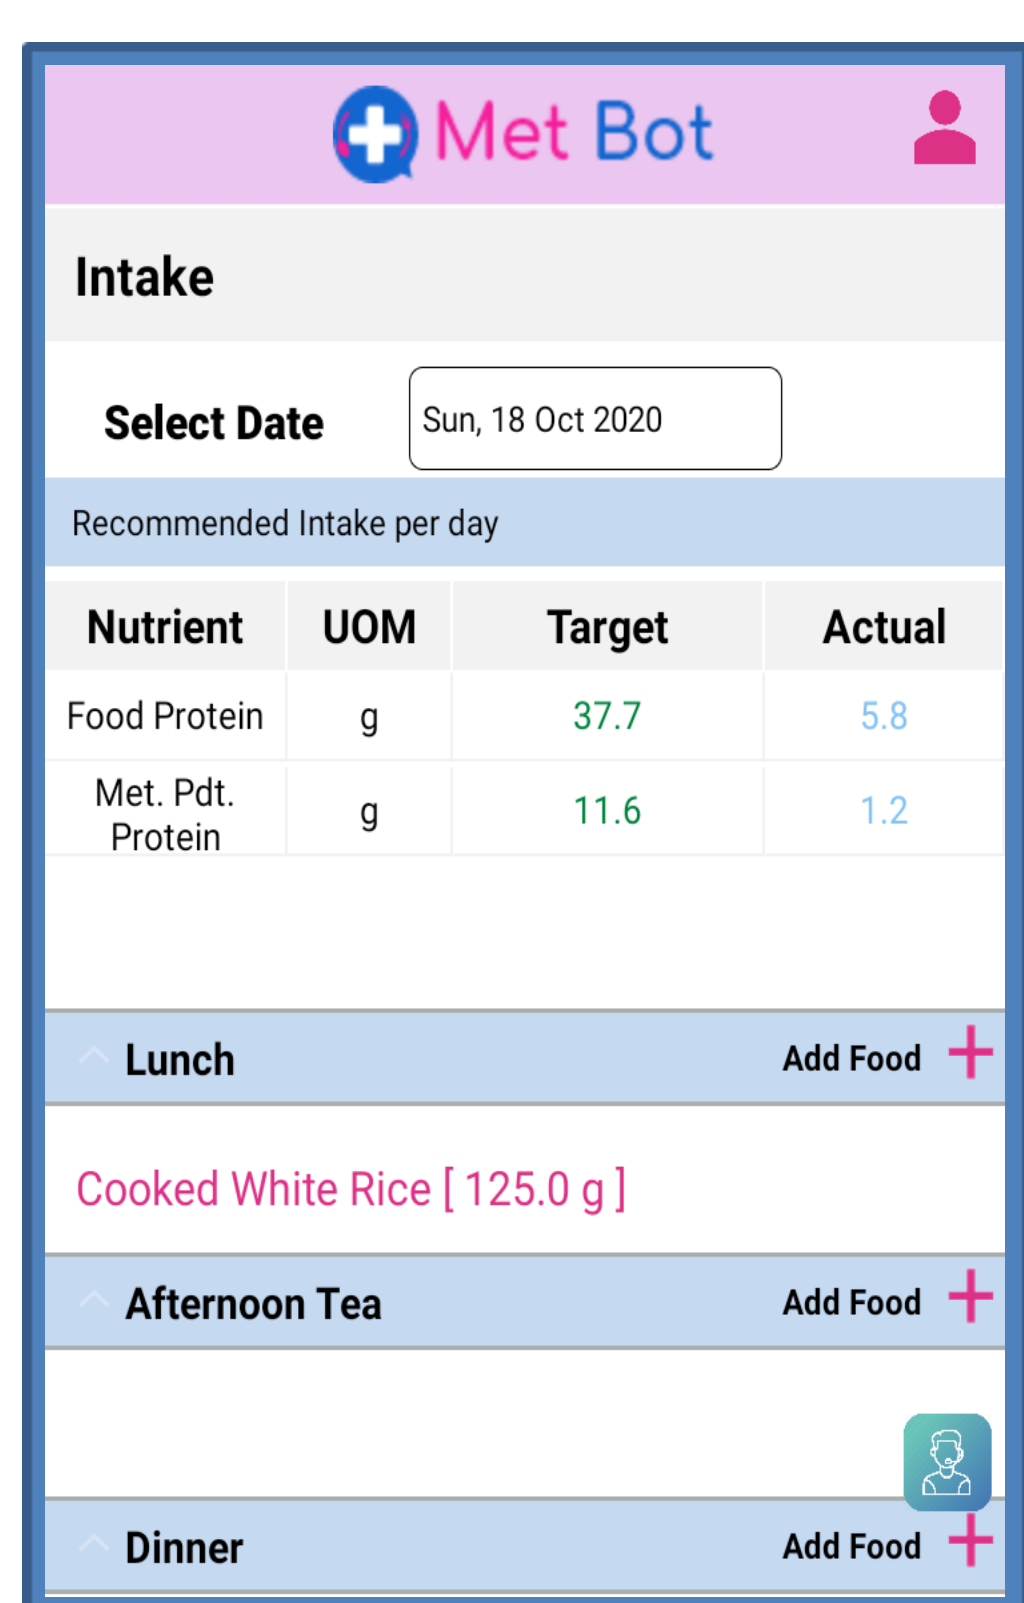 Met Bot
Intake
Select Date
Sun, 18 Oct 2020
Recommended Intake per day
Nutrient UOM Target Actual
Food Protein g 37.7 5.8
Met. Pdt.
Protein g 11.6 1.2
Lunch Add Food
Cooked White Rice [ 125.0 g ]
Afternoon Tea Add Food
Dinner Add Food